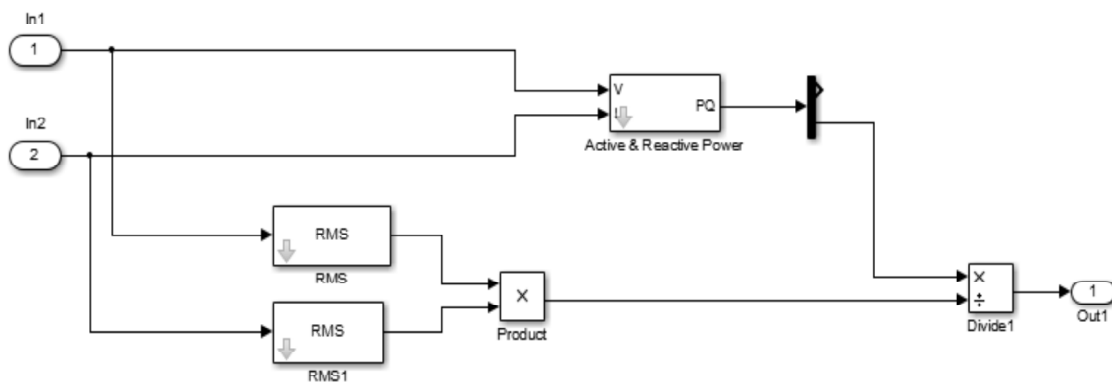 In1
1
In2
2
V
I
PQ
Active & Reactive Power
RMS
RMS
RMS
RMS1
×
Product
×
÷
Divide1
1
Out1